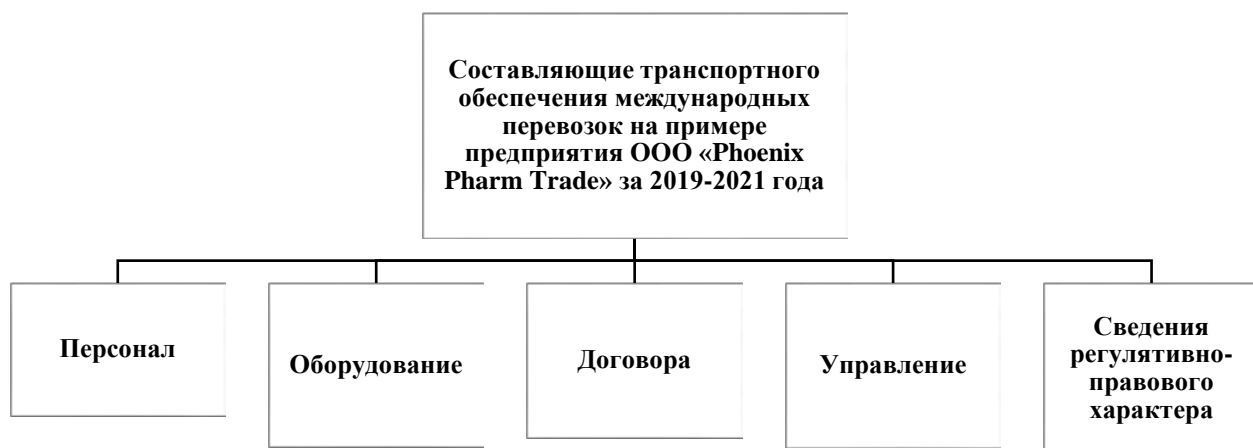 Составляющие транспортного
обеспечения международных
перевозок на примере
предприятия ООО «Phoenix
Pharm Trade» за 2019-2021 года
Персонал
Оборудование
Договора
Управление
Сведения
регулятивно-
правового
характера